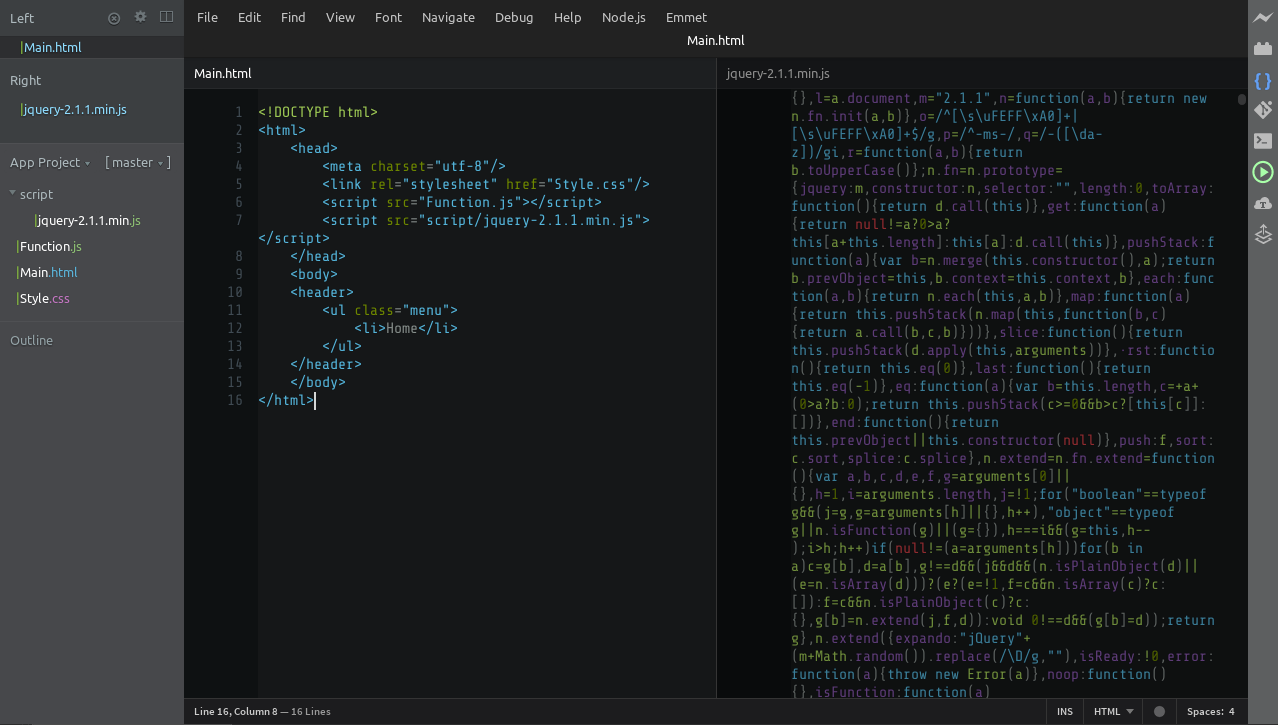 Left
Main.html
Right
jquery-2.1.1.min.js
App Project [ master ]
script
jquery-2.1.1.min.js
Function.js
Main.html
Style.css
Outline
File Edit Find View Font Navigate Debug Help Node.js Emmet
Main.html
Main.html
1 <!DOCTYPE html>
2 <html>
3 <head>
4 <meta charset="utf-8"/>
5 <link rel="stylesheet" href="Style.css"/>
6 <script src="Function.js"></script>
7 <script src="script/jquery-2.1.1.min.js">
</script>
8 </head>
9 <body>
10 <header>
11 <ul class="menu">
12 <li>Home</li>
13 </ul>
14 </header>
15 </body>
16 </html>
jquery-2.1.1.min.js
{},l=a.document,m="2.1.1",n=function(a,b){return new
n.fn.init(a,b)},o=/^[\s\uFEFF\xA0]+|
[\s\uFEFF\xA0]+$/g,p=/^-ms-/,q=/-([\da-
z])/gi,r=function(a,b){return
b.toUpperCase()};n.fn=n.prototype=
{jquery:m,constructor:n,selector:"",length:0,toArray:
function(){return d.call(this)},get:function(a)
{return null!=a?0>a?
this[a+this.length]:this[a]:d.call(this)},pushStack:f
unction(a){var b=n.merge(this.constructor(),a);return
b.prevObject=this,b.context=this.context,b},each:func
tion(a,b){return n.each(this,a,b)},map:function(a)
{return this.pushStack(n.map(this,function(b,c)
{return a.call(b,c,b)}))},slice:function(){return
this.pushStack(d.apply(this,arguments))},·rst:functio
n(){return this.eq(0)},last:function(){return
this.eq(-1)},eq:function(a){var b=this.length,c=+a+
(0>a?b:0);return this.pushStack(c>=0&&b>c?[this[c]]:
[])},end:function(){return
this.prevObject||this.constructor(null)},push:f,sort:
c.sort,splice:c.splice},n.extend=n.fn.extend=function
(){var a,b,c,d,e,f,g=arguments[0]||
{},h=1,i=arguments.length,j=!1;for("boolean"==typeof
g&&(j=g,g=arguments[h]||{},h++),"object"==typeof
g||n.isFunction(g)||(g={}),h===i&&(g=this,h--
);i>h;h++)if(null!=(a=arguments[h]))for(b in
a)c=g[b],d=a[b],g!==d&&(j&&d&&(n.isPlainObject(d)||
(e=n.isArray(d)))?(e?(e=!1,f=c&&n.isArray(c)?c:
[]):f=c&&n.isPlainObject(c)?c:
{},g[b]=n.extend(j,f,d)):void 0!==d&&(g[b]=d));return
g},n.extend({expando:"jQuery"+
(m+Math.random()).replace(/\D/g,""),isReady:!0,error:
function(a){throw new Error(a)},noop:function()
{},isFunction:function(a)
Line 16, Column 8 — 16 Lines
INS HTML Spaces: 4